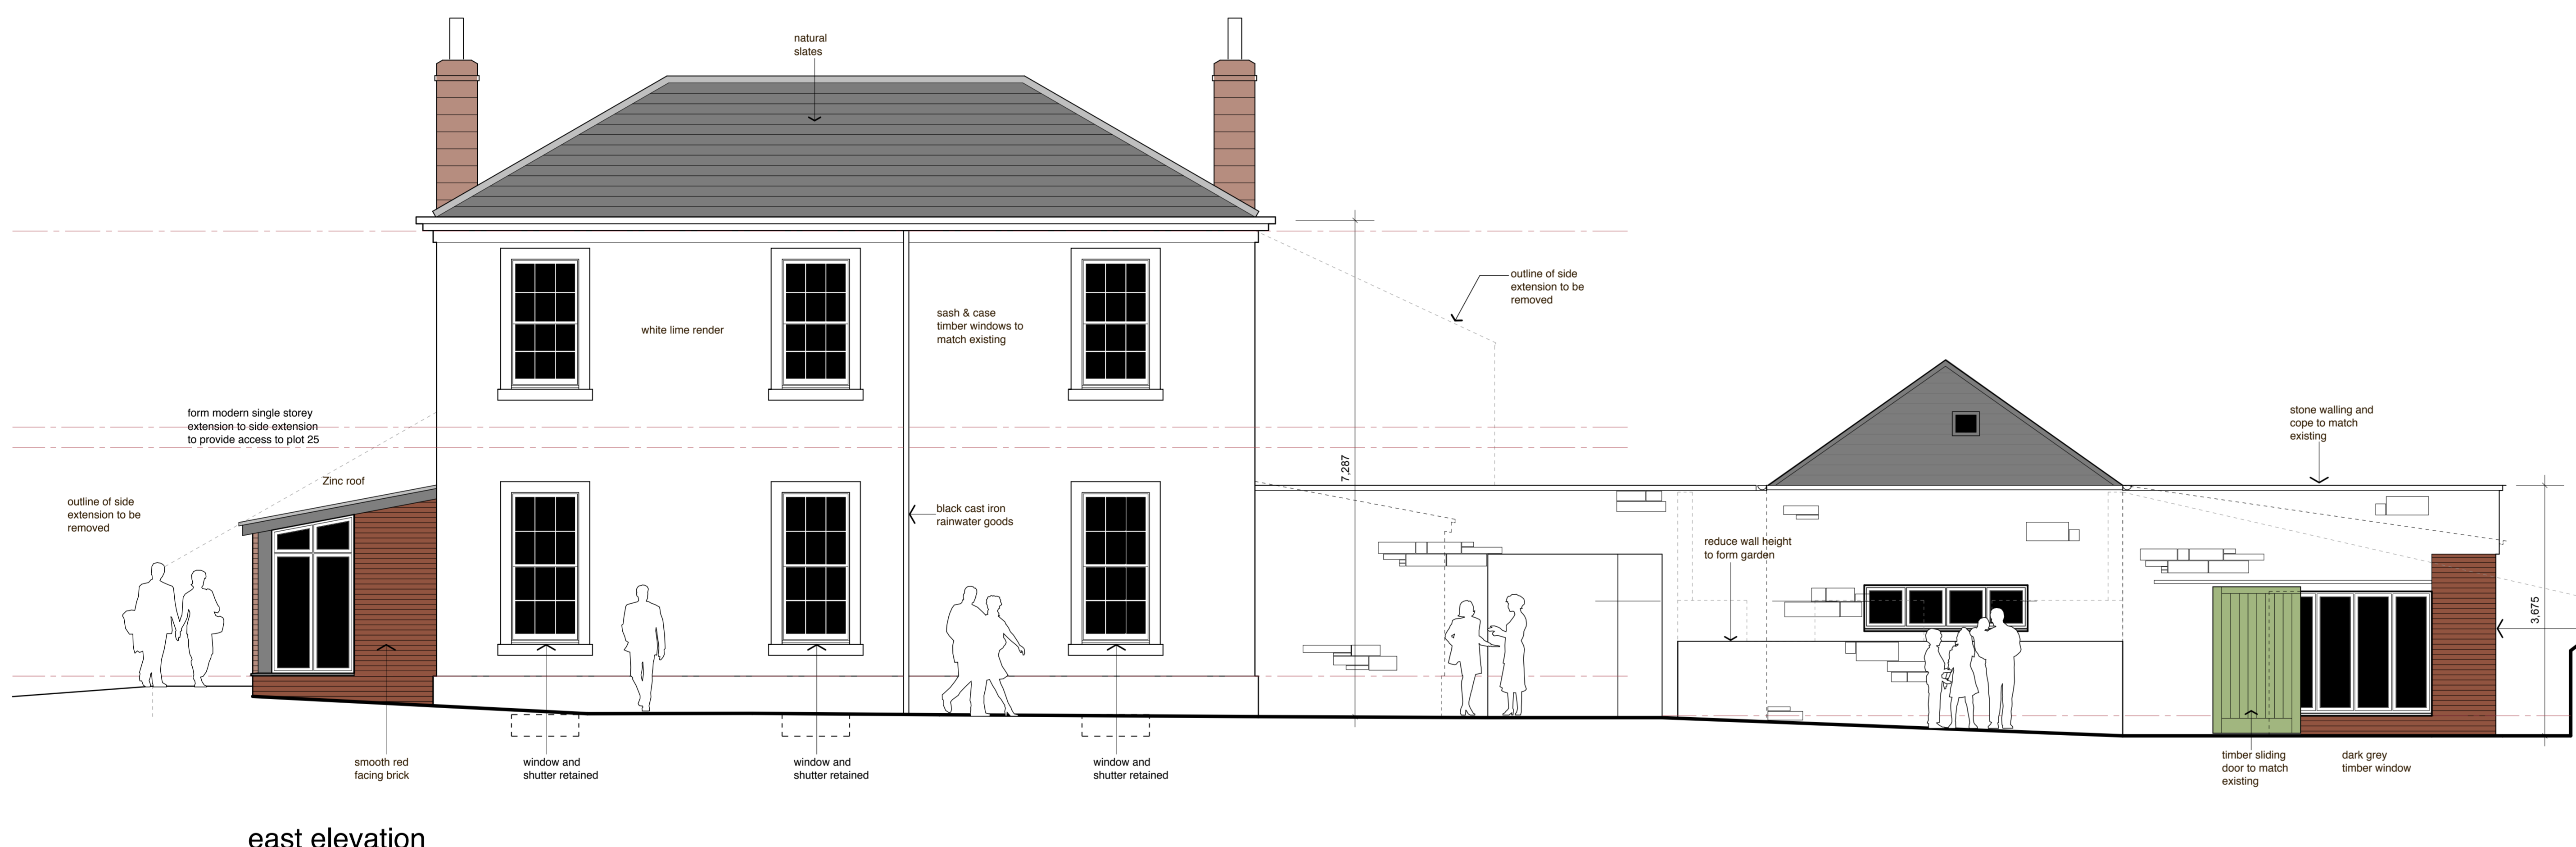 natural
slates
white lime render
sash & case
timber windows to
match existing
outline of side
extension to be
removed
form modern single storey
extension to side extension
to provide access to plot 25
Zinc roof
outline of side
extension to be
removed
black cast iron
rainwater goods
7,287
reduce wall height
to form garden
stone walling and
cope to match
existing
3,675
smooth red
facing brick
window and
shutter retained
window and
shutter retained
window and
shutter retained
timber sliding
door to match
existing
dark grey
timber window
east elevation